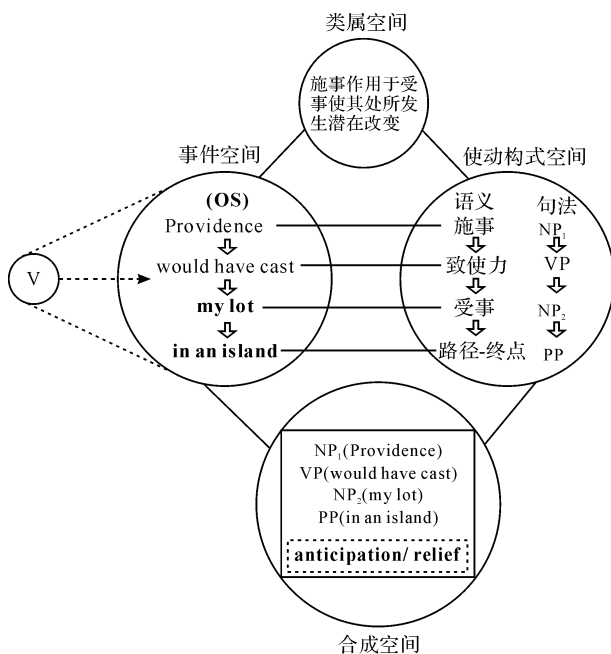 类属空间
施事作用于受
事使其处所发
生潜在改变
事件空间
使动构式空间
(OS)
Providence
would have cast
my lot
in an island
V
语义 句法
施事 NP₁
致使力 VP
受事 NP₂
路径-终点 PP
NP₁(Providence)
VP(would have cast)
NP₂(my lot)
PP(in an island)
anticipation/ relief
合成空间